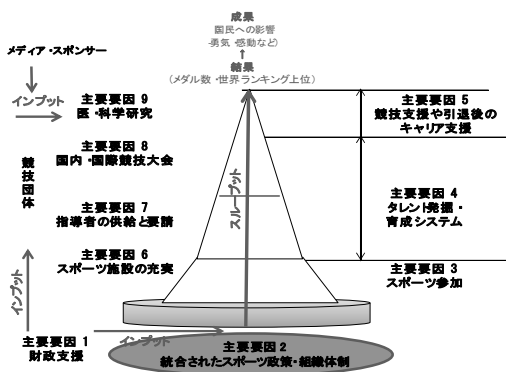 成果
国民への影響
(勇気・感動など)
↑
結果
(メダル数・世界ランキング上位)
メディア・スポンサー
インプット
主要要因 9
医・科学研究
主要要因 8
国内・国際競技大会
競技団体
主要要因 7
指導者の供給と要請
主要要因 6
スポーツ施設の充実
インプット
主要要因 1
財政支援
インプット
スループット
主要要因 5
競技支援や引退後の
キャリア支援
主要要因 4
タレント発掘・
育成システム
主要要因 3
スポーツ参加
主要要因 2
統合されたスポーツ政策・組織体制